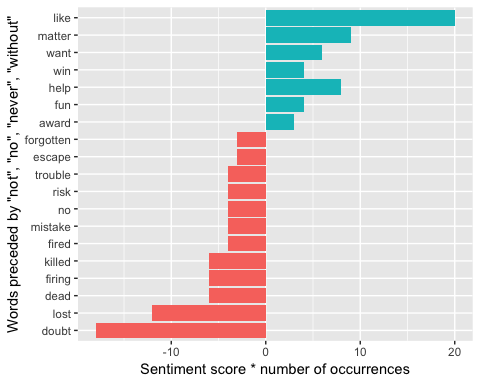 Words preceded by "not", "no", "never", "without"
like
matter
want
win
help
fun
award
forgotten
escape
trouble
risk
no
mistake
fired
killed
firing
dead
lost
doubt
-10 0 10 20
Sentiment score * number of occurrences